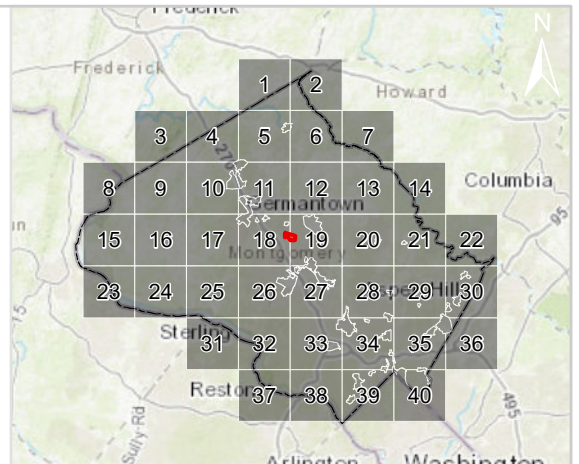 Frederick
N
Frederick
1 2
Howard
3 4 5 6 7
270
Columbia
8 9 10 11 12 13 14
Germantown
95
15 16 17 18 19 20 21 22
Montgomery
23 24 25 26 27 28 29 30
Hill
15
Sterling
31 32 33 34 35 36
Reston
37 38 39 40
495
Sully Rd
Arlington
Washington